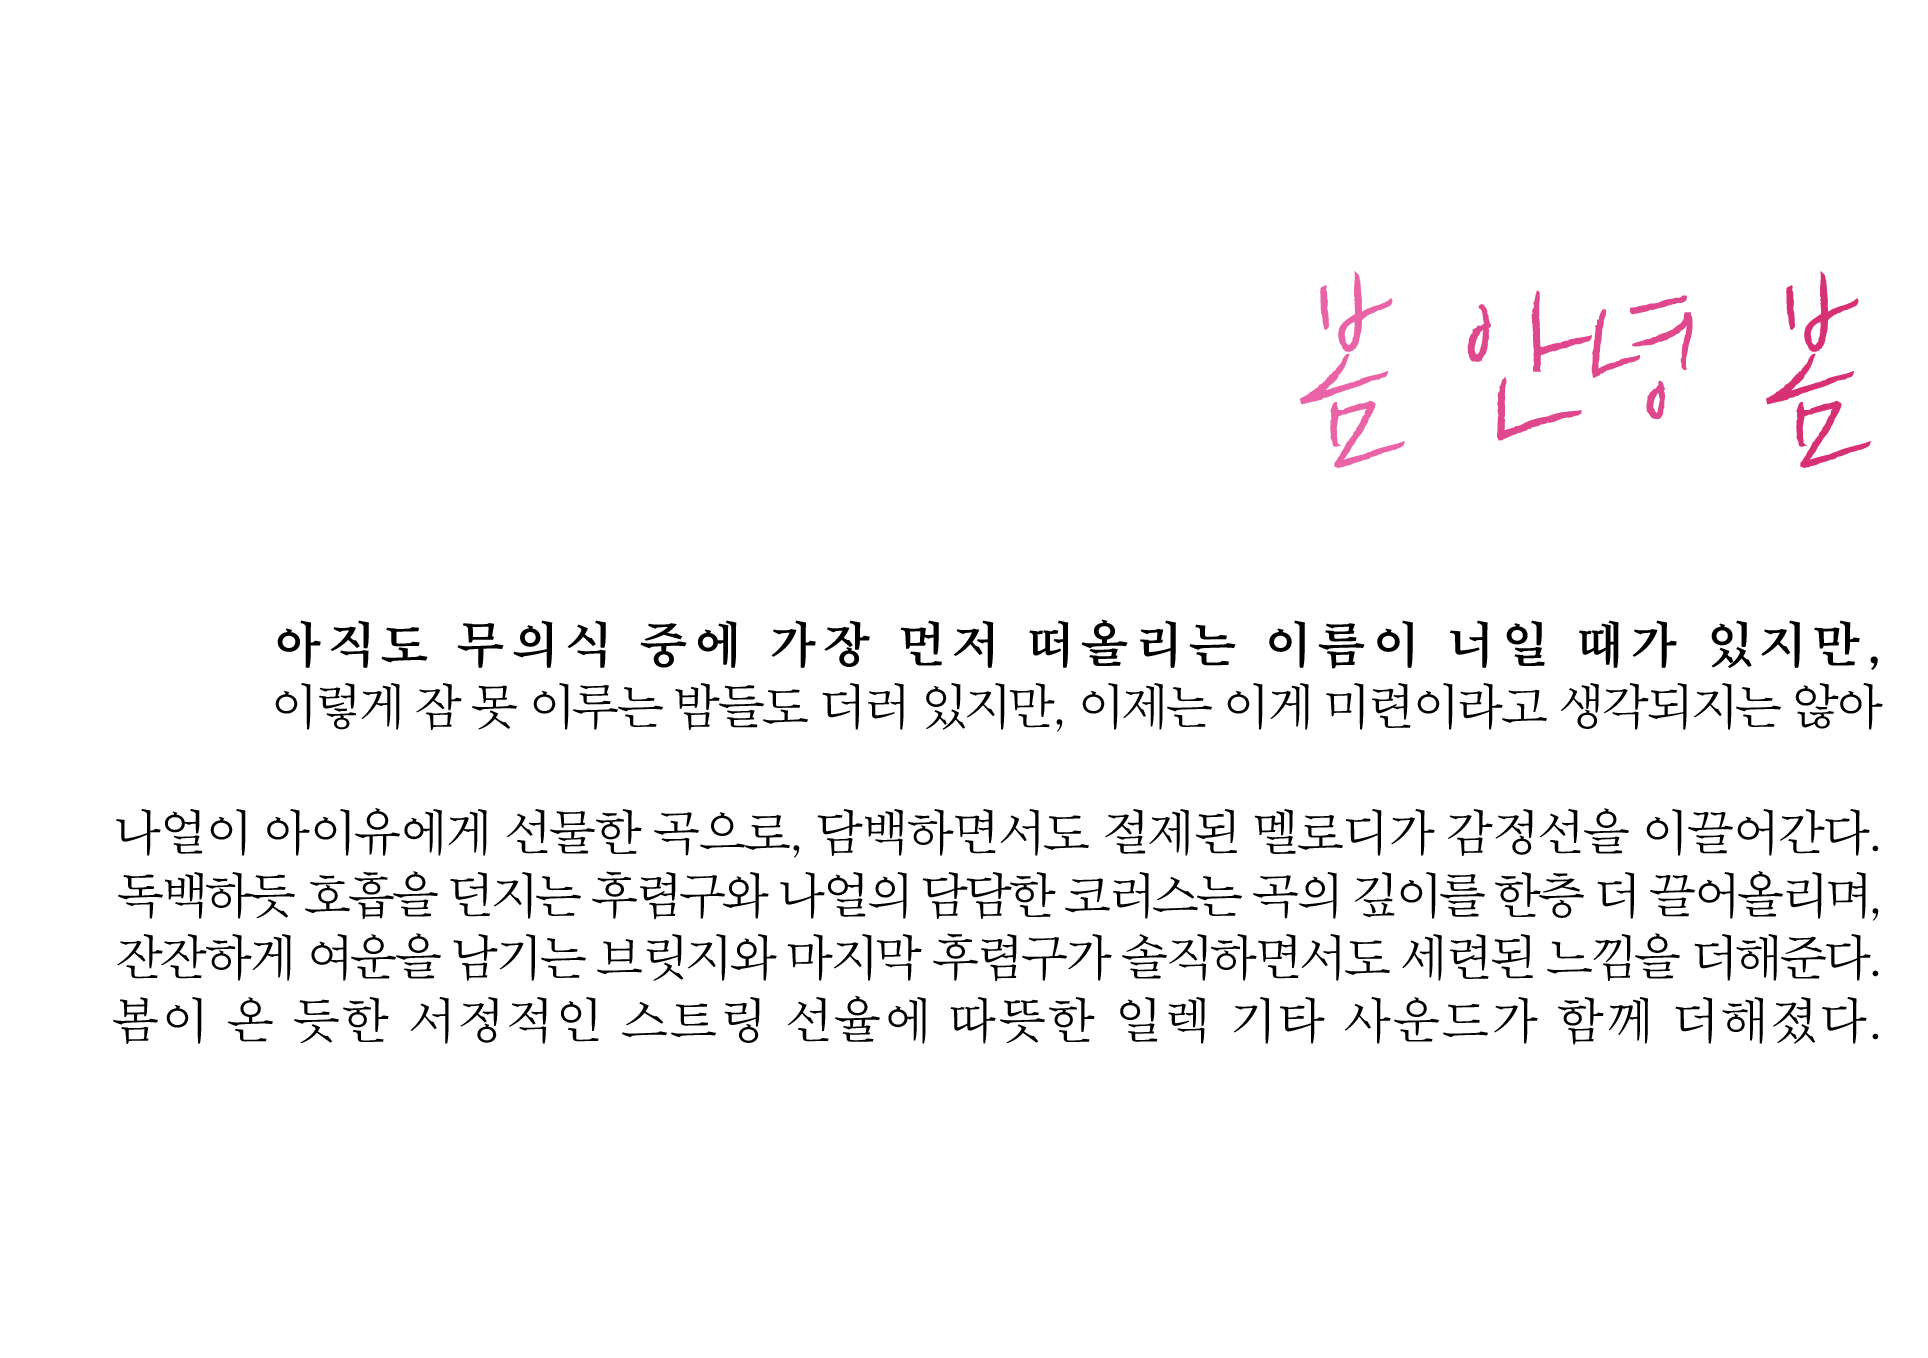 봄 안녕 봄
아직도 무의식 중에 가장 먼저 떠올리는 이름이 너일 때가 있지만,
이렇게 잠 못 이루는 밤들도 더러 있지만, 이제는 이게 미련이라고 생각되지는 않아
나얼이 아이유에게 선물한 곡으로, 담백하면서도 절제된 멜로디가 감정선을 이끌어간다.
독백하듯 호흡을 던지는 후렴구와 나얼의 담담한 코러스는 곡의 깊이를 한층 더 끌어올리며,
잔잔하게 여운을 남기는 브릿지와 마지막 후렴구가 솔직하면서도 세련된 느낌을 더해준다.
봄이 온 듯한 서정적인 스트링 선율에 따뜻한 일렉 기타 사운드가 함께 더해졌다.